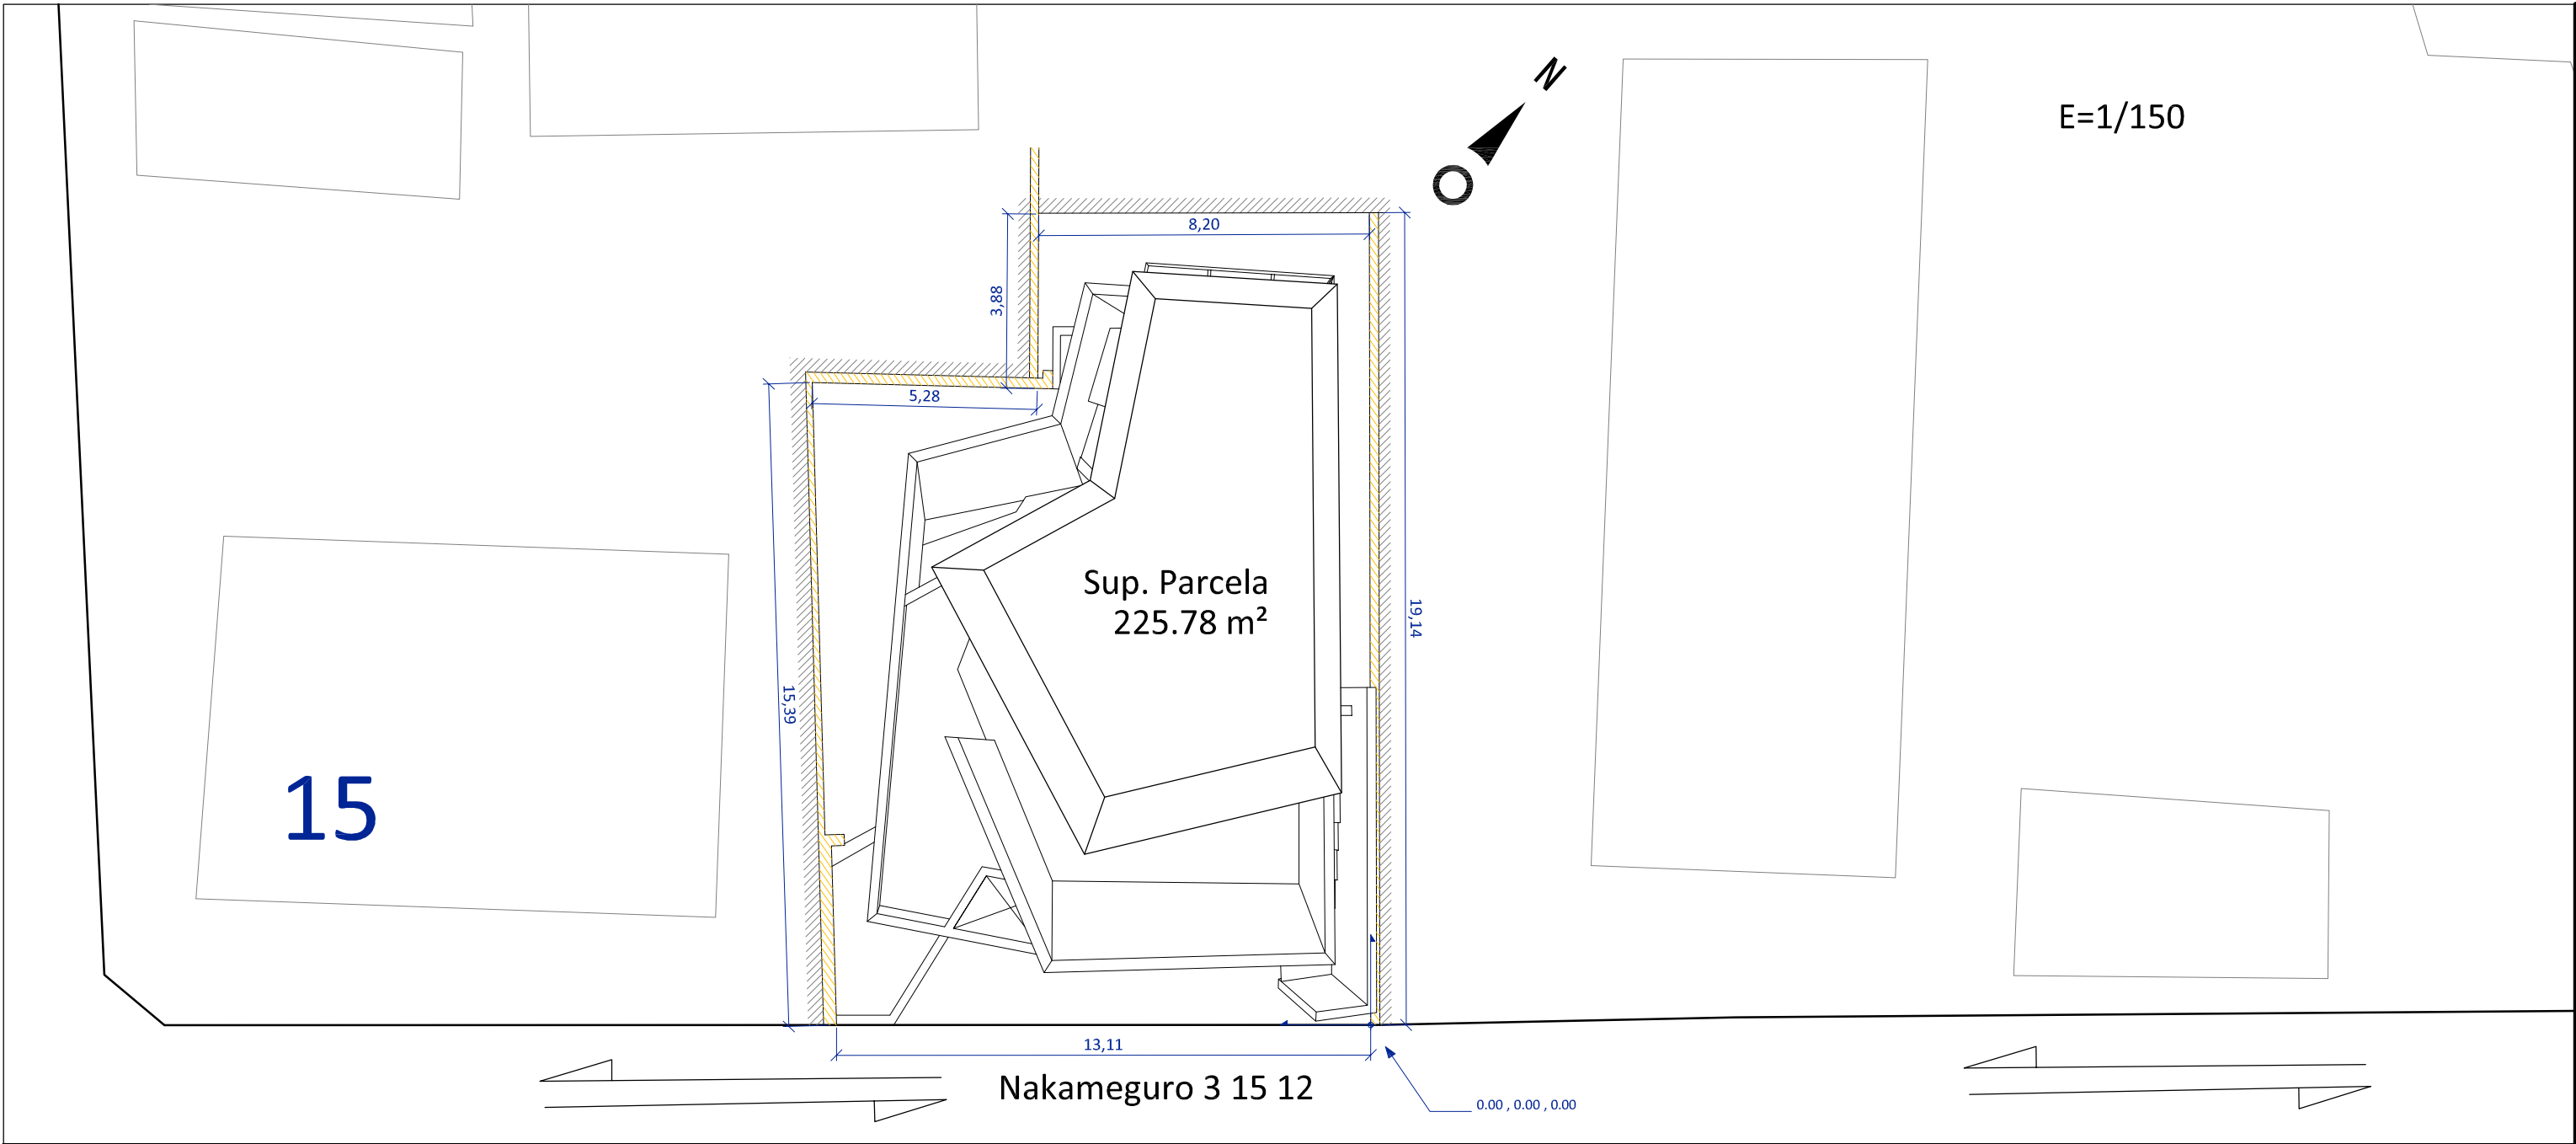 N
E=1/150
8,20
3,88
5,28
Sup. Parcela
225.78 m²
19,14
15,39
15
13,11
Nakameguro 3 15 12
0.00 , 0.00 , 0.00